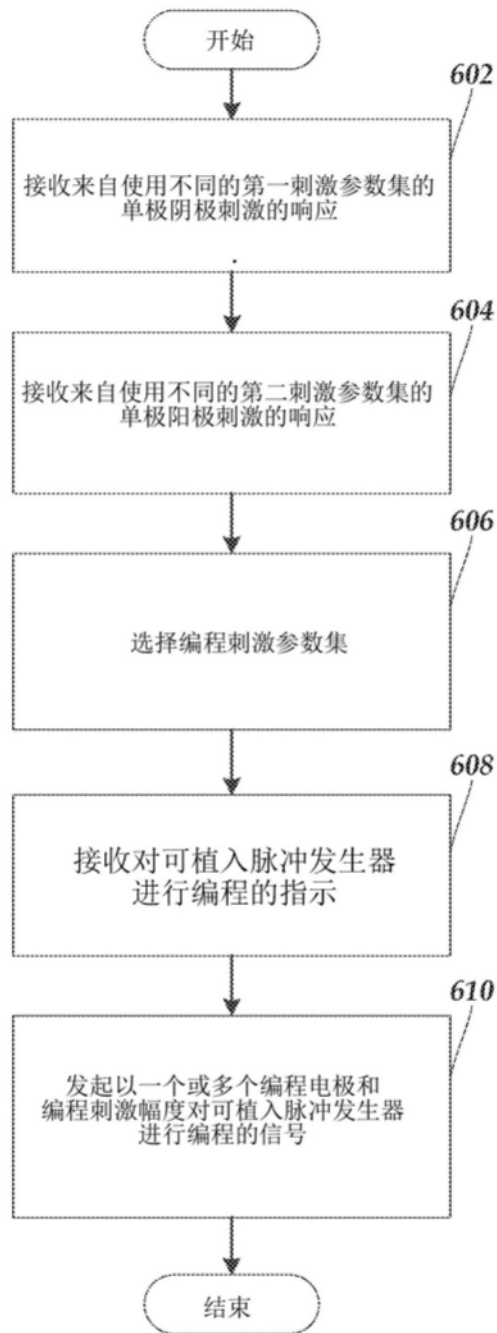 开始
602
接收来自使用不同的第一刺激参数集的
单极阴极刺激的响应
604
接收来自使用不同的第二刺激参数集的
单极阳极刺激的响应
606
选择编程刺激参数集
608
接收对可植入脉冲发生器
进行编程的指示
610
发起以一个或多个编程电极和
编程刺激幅度对可植入脉冲发生器
进行编程的信号
结束